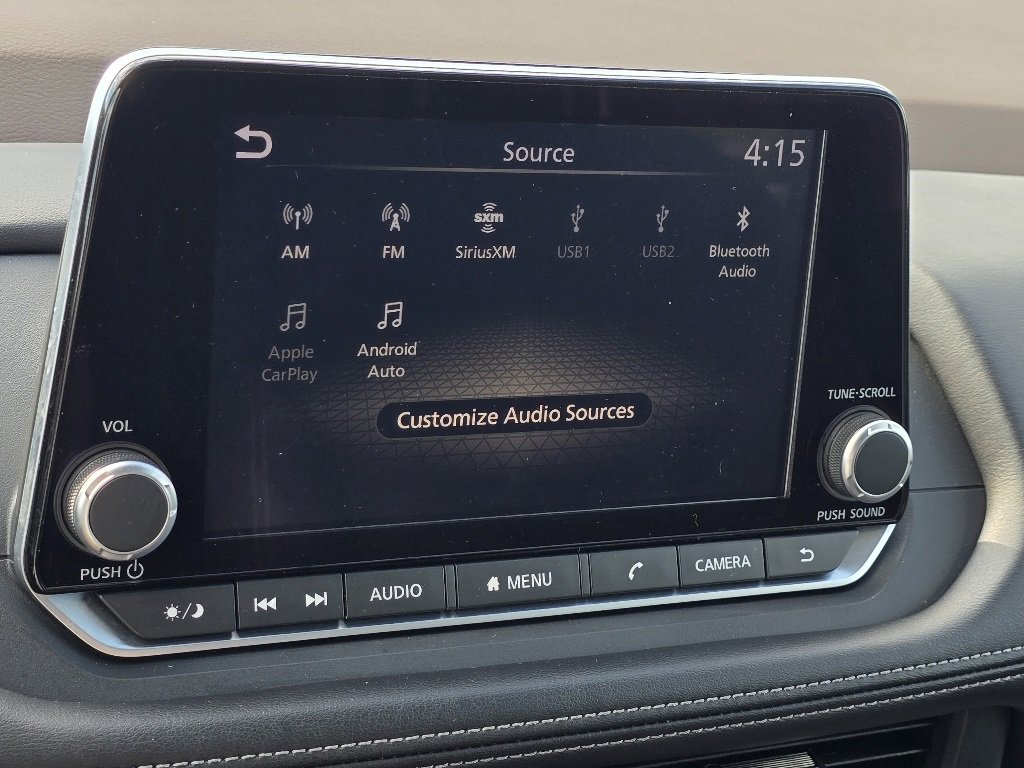 Source
4:15
AM
FM
sxm
SiriusXM
USB1
USB2
Bluetooth
Audio
Apple
CarPlay
Android
Auto
Customize Audio Sources
VOL
PUSH
TUNE·SCROLL
PUSH SOUND
AUDIO
MENU
CAMERA